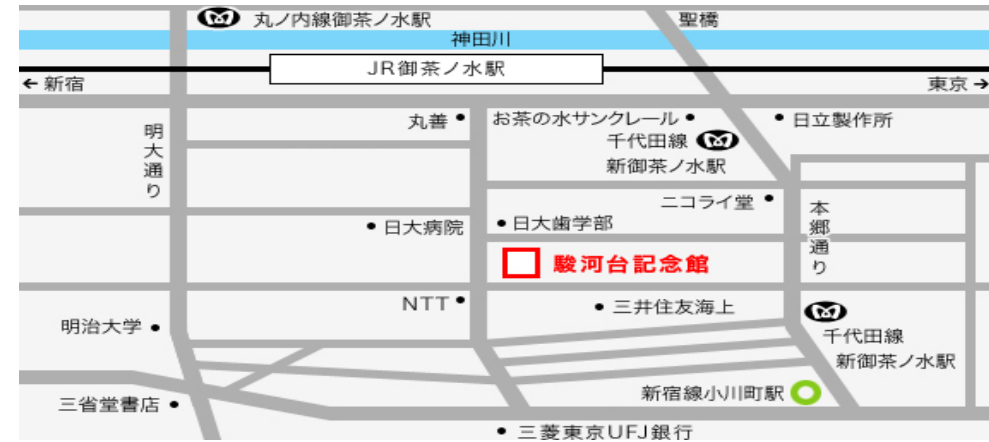 丸ノ内線御茶ノ水駅
聖橋
神田川
JR御茶ノ水駅
←新宿
東京→
丸善
お茶の水サンクレール
日立製作所
千代田線
新御茶ノ水駅
明大通り
ニコライ堂
本郷通り
日大病院
日大歯学部
駿河台記念館
NTT
三井住友海上
明治大学
千代田線
新御茶ノ水駅
新宿線小川町駅
三省堂書店
三菱東京UFJ銀行